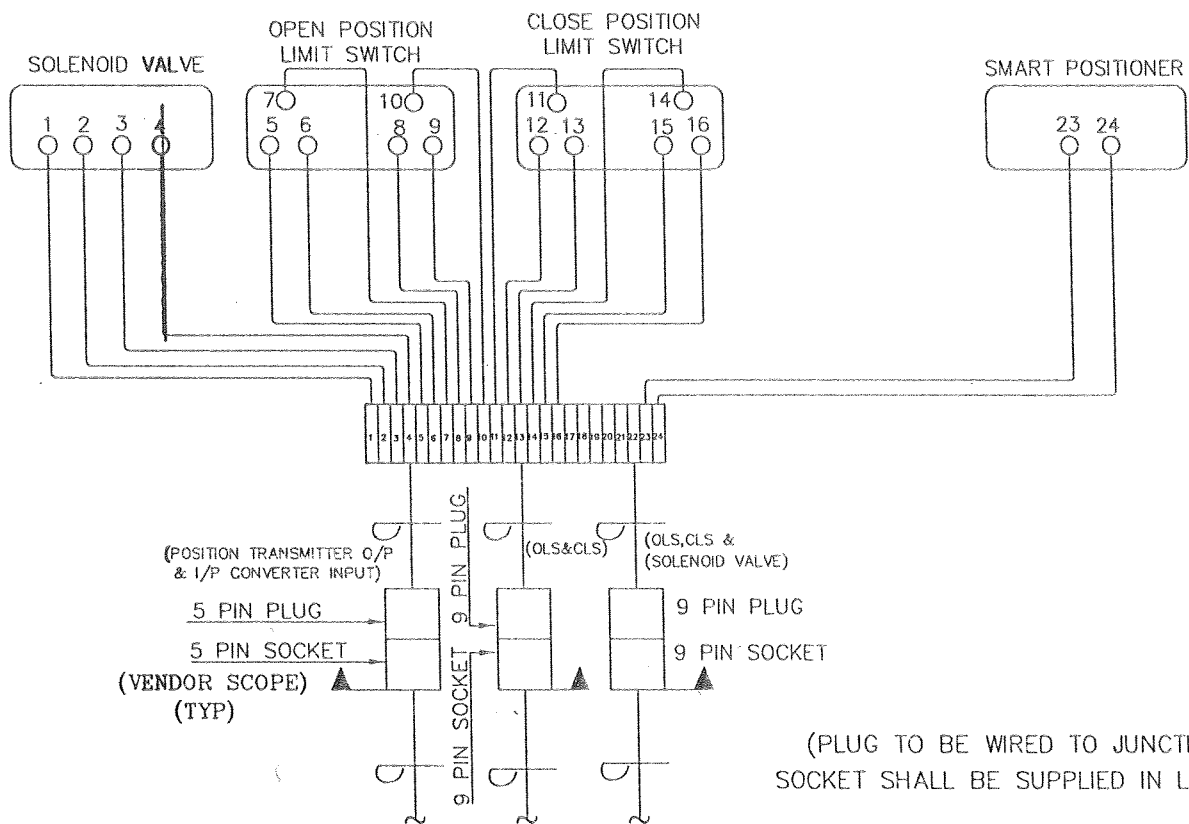 OPEN POSITION
LIMIT SWITCH
CLOSE POSITION
LIMIT SWITCH
SOLENOID VALVE
SMART POSITIONER
7 10 11 14
1 2 3 4 5 6 8 9 12 13 15 16 23 24
1 2 3 4 5 6 7 8 9 10 11 12 13 14 15 16 17 18 19 20 21 22 23 24
(POSITION TRANSMITTER O/P
& I/P CONVERTER INPUT)
9 PIN PLUG
(OLS&CLS)
(OLS,CLS &
(SOLENOID VALVE)
5 PIN PLUG
9 PIN PLUG
5 PIN SOCKET
9 PIN SOCKET
9 PIN SOCKET
(VENDOR SCOPE)
(TYP)
(PLUG TO BE WIRED TO JUNCTI
SOCKET SHALL BE SUPPLIED IN L